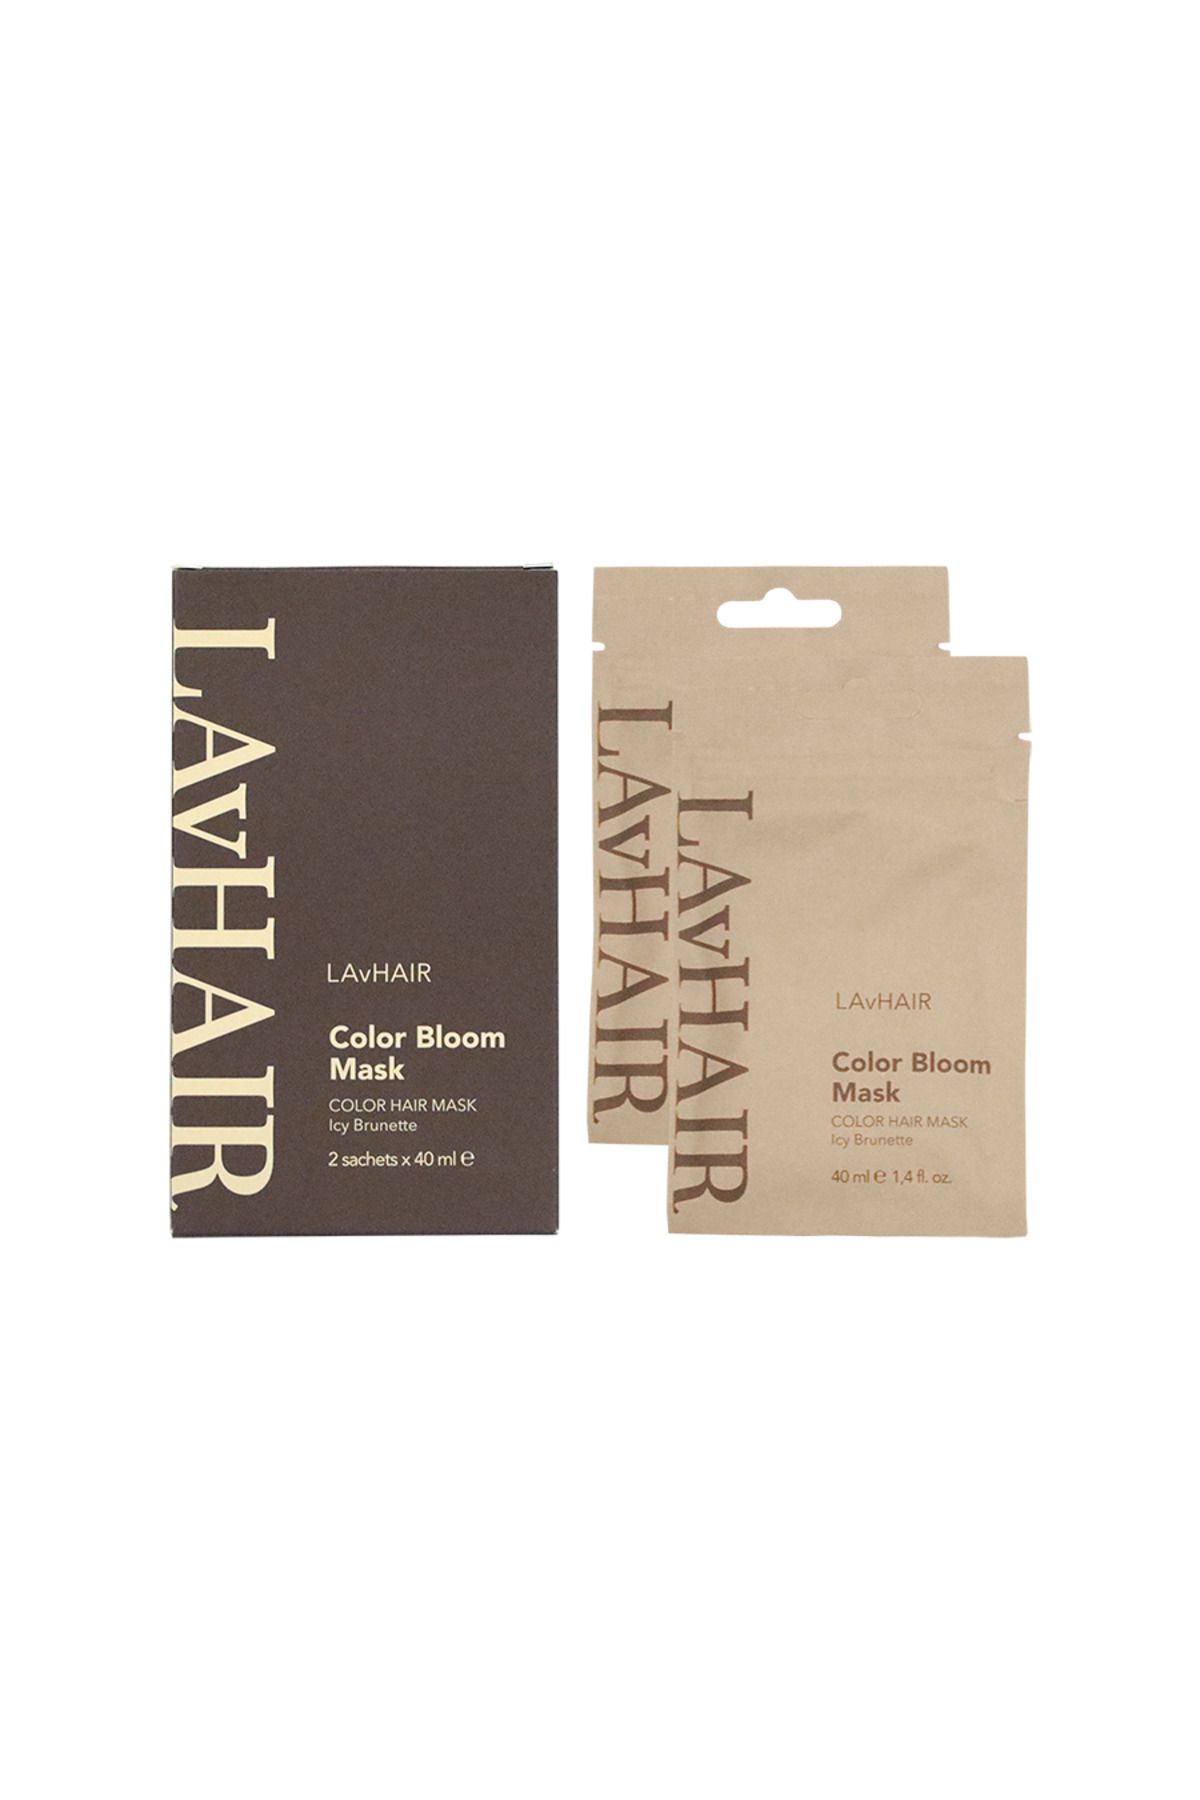 LAvHAIR
LAvHAIR
Color Bloom
Mask
COLOR HAIR MASK
Icy Brunette
2 sachets x 40 ml ℮
LAvHAIR
LAvHAIR
LAvHAIR
Color Bloom
Mask
COLOR HAIR MASK
Icy Brunette
40 ml ℮ 1,4 fl. oz.